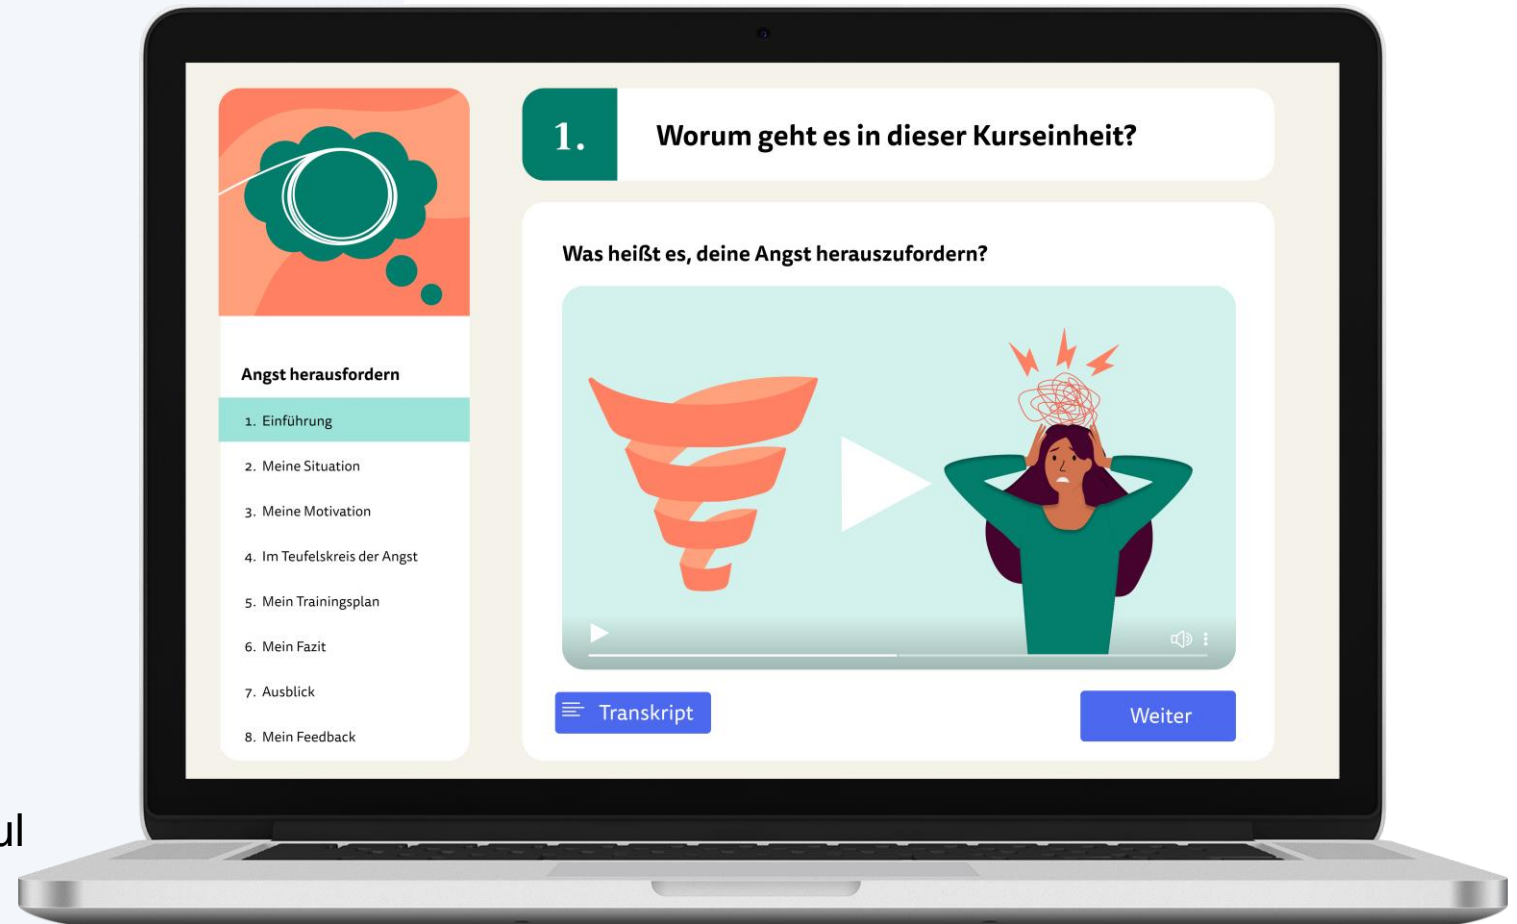 1. Worum geht es in dieser Kurseinheit?
Was heißt es, deine Angst herauszufordern?
Angst herausfordern
1. Einführung
2. Meine Situation
3. Meine Motivation
4. Im Teufelskreis der Angst
5. Mein Trainingsplan
6. Mein Fazit
7. Ausblick
8. Mein Feedback
Transkript
Weiter
ul